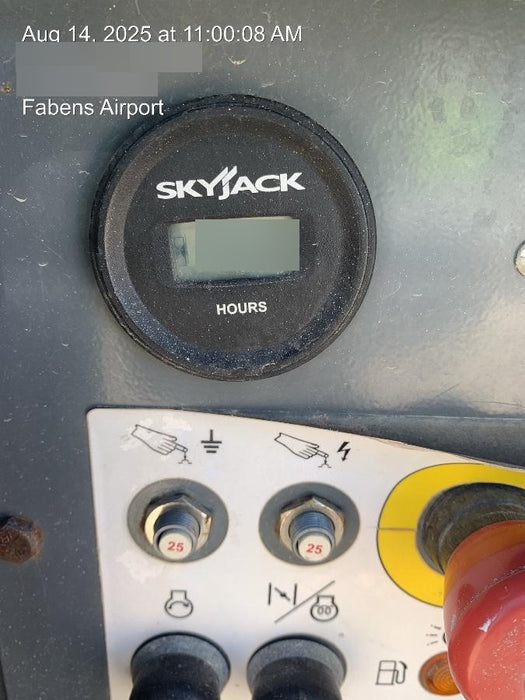 Aug 14, 2025 at 11:00:08 AM
Fabens Airport
SKYJACK
HOURS
25 25